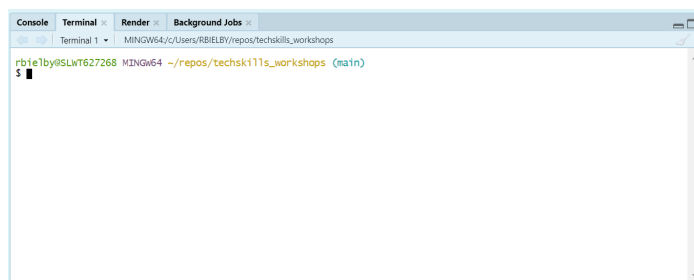 Console Terminal × Render × Background Jobs ×
Terminal 1 MINGW64:/c/Users/RBIELBY/repos/techskills_workshops
rbielby@SLWT627268 MINGW64 ~/repos/techskills_workshops (main)
$